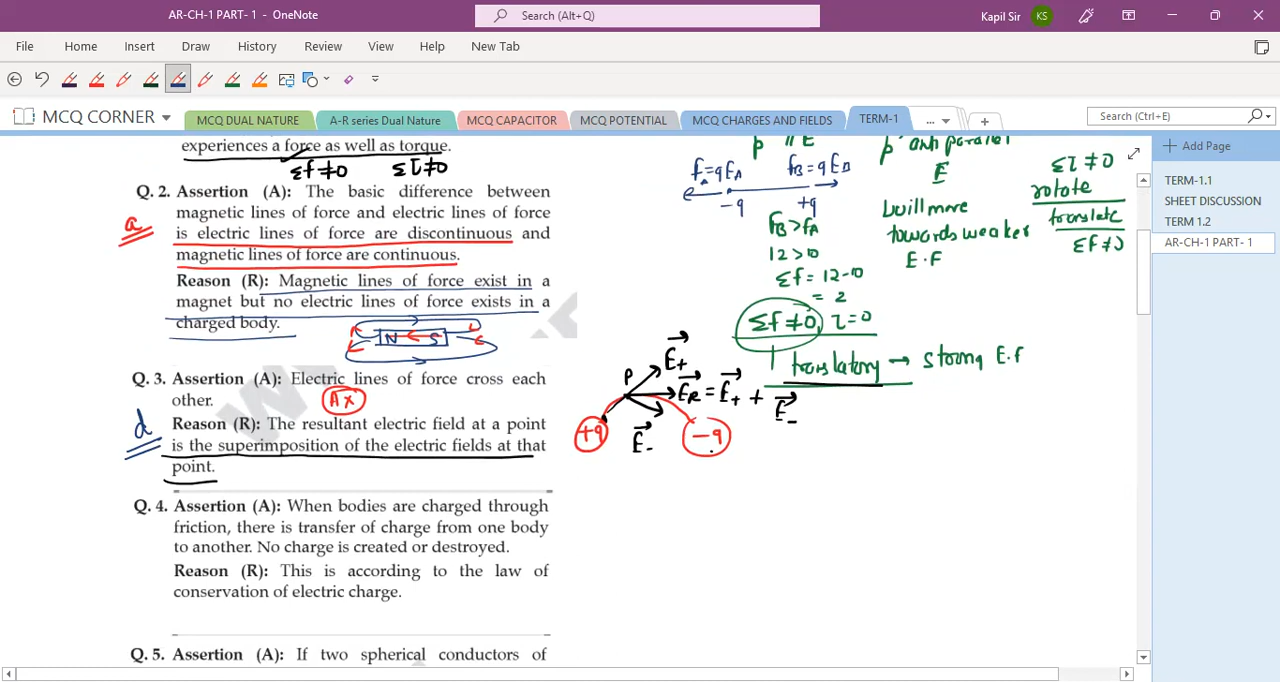 AR-CH-1 PART- 1 - OneNote
Search (Alt+Q)
Kapil Sir
KS
File Home Insert Draw History Review View Help New Tab
MCQ CORNER
MCQ DUAL NATURE
A-R series Dual Nature
MCQ CAPACITOR
MCQ POTENTIAL
MCQ CHARGES AND FIELDS
TERM-1
...
Search (Ctrl+E)
Add Page
TERM-1.1
SHEET DISCUSSION
TERM 1.2
AR-CH-1 PART- 1
experiences a force as well as torque.
Σf≠0 Στ≠0
Q. 2. Assertion (A): The basic difference between
magnetic lines of force and electric lines of force
is electric lines of force are discontinuous and
magnetic lines of force are continuous.
a
Reason (R): Magnetic lines of force exist in a
magnet but no electric lines of force exists in a
charged body.
N S
Q. 3. Assertion (A): Electric lines of force cross each
other.
AX
d
Reason (R): The resultant electric field at a point
is the superimposition of the electric fields at that
point.
Q. 4. Assertion (A): When bodies are charged through
friction, there is transfer of charge from one body
to another. No charge is created or destroyed.
Reason (R): This is according to the law of
conservation of electric charge.
Q. 5. Assertion (A): If two spherical conductors of
p || E
fA=qEA fB=qEB
-q +q
fB>fA
12>10
Σf=12-10
=2
Σf≠0, τ=0
translatory → strong E.F
p anti parallel
E
will move
towards weaker
E.F
Στ≠0
rotate
translate
Σf≠0
P
E+
ER = E+ + E-
E-
+q
-q